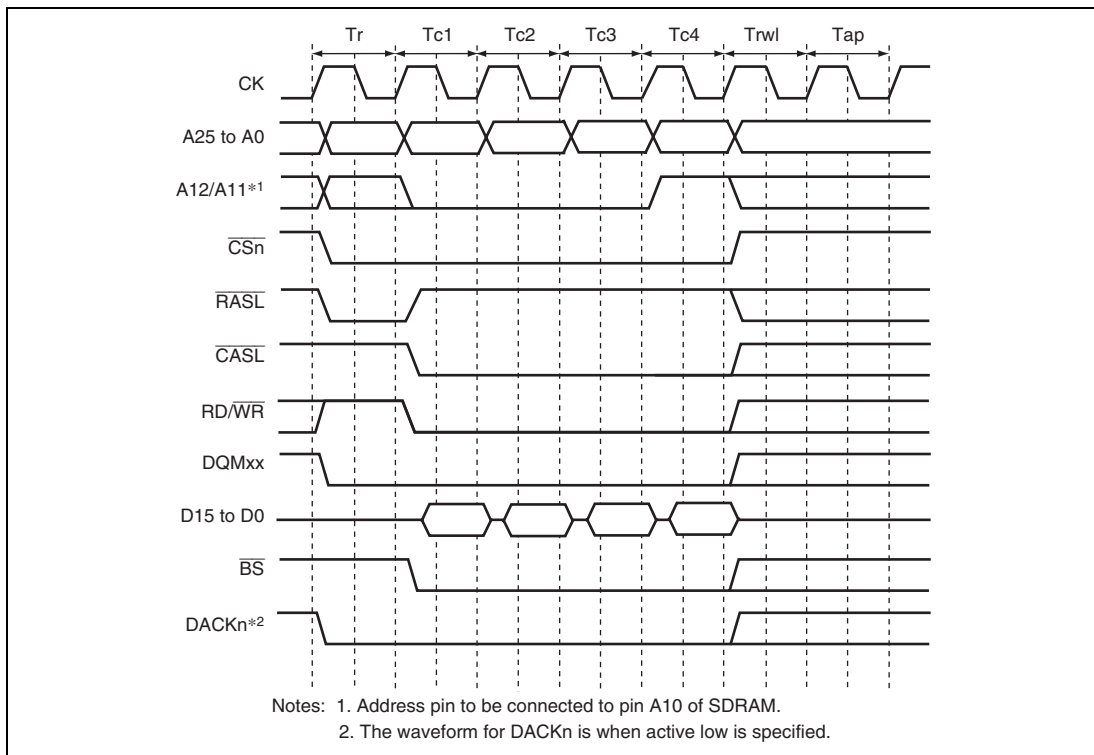 Tr Tc1 Tc2 Tc3 Tc4 Trwl Tap
CK
A25 to A0
A12/A11*1
CSn
RASL
CASL
RD/WR
DQMxx
D15 to D0
BS
DACKn*2
Notes: 1. Address pin to be connected to pin A10 of SDRAM.
2. The waveform for DACKn is when active low is specified.